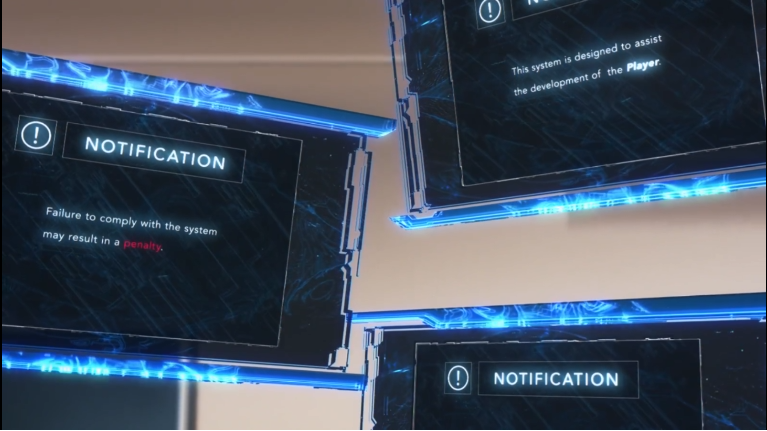 NOTIFICATION
Failure to comply with the system
may result in a penalty.
This system is designed to assist
the development of the Player.
NOTIFICATION